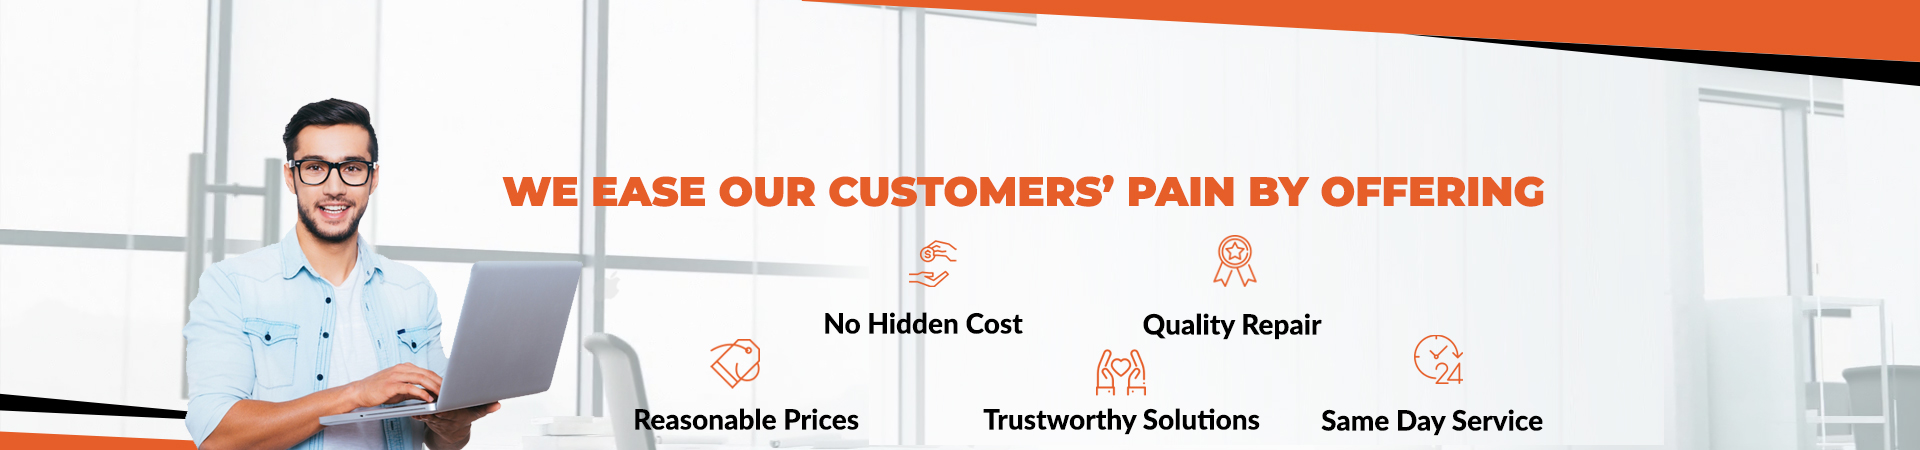 WE EASE OUR CUSTOMERS’ PAIN BY OFFERING
$
No Hidden Cost
Quality Repair
24
Reasonable Prices
Trustworthy Solutions
Same Day Service